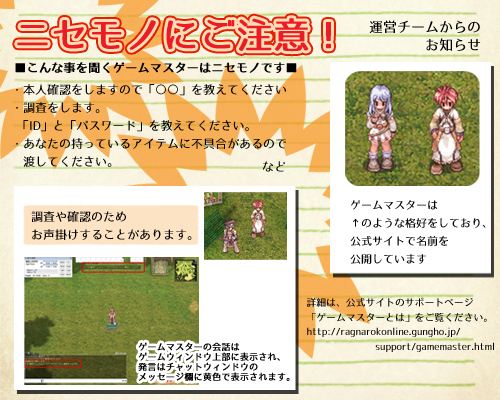 ニセモノにご注意！
運営チームからの
お知らせ
■こんな事を聞くゲームマスターはニセモノです■
・本人確認をしますので「○○」を教えてください
・調査をします。
「ID」と「パスワード」を教えてください。
・あなたの持っているアイテムに不具合があるので
渡してください。
など
ゲームマスターは
↑のような格好をしており、
公式サイトで名前を
公開しています
調査や確認のため
お声掛けすることがあります。
ゲームマスターの会話は
ゲームウィンドウ上部に表示され、
発言はチャットウィンドウの
メッセージ欄に黄色で表示されます。
詳細は、公式サイトのサポートページ
「ゲームマスターとは」をご覧ください。
http://ragnarokonline.gungho.jp/
support/gamemaster.html